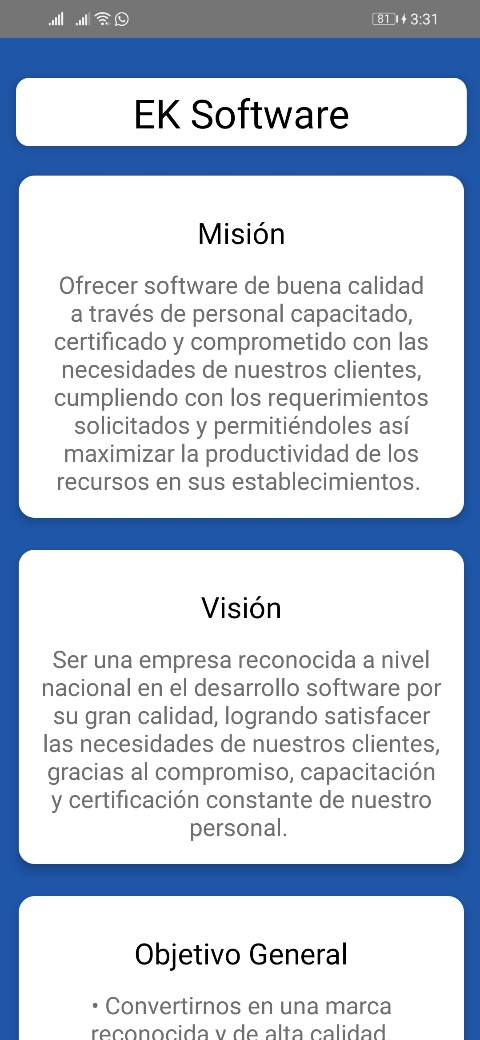 81 3:31
EK Software
Misión
Ofrecer software de buena calidad
a través de personal capacitado,
certificado y comprometido con las
necesidades de nuestros clientes,
cumpliendo con los requerimientos
solicitados y permitiéndoles así
maximizar la productividad de los
recursos en sus establecimientos.
Visión
Ser una empresa reconocida a nivel
nacional en el desarrollo software por
su gran calidad, logrando satisfacer
las necesidades de nuestros clientes,
gracias al compromiso, capacitación
y certificación constante de nuestro
personal.
Objetivo General
• Convertirnos en una marca
reconocida y de alta calidad,